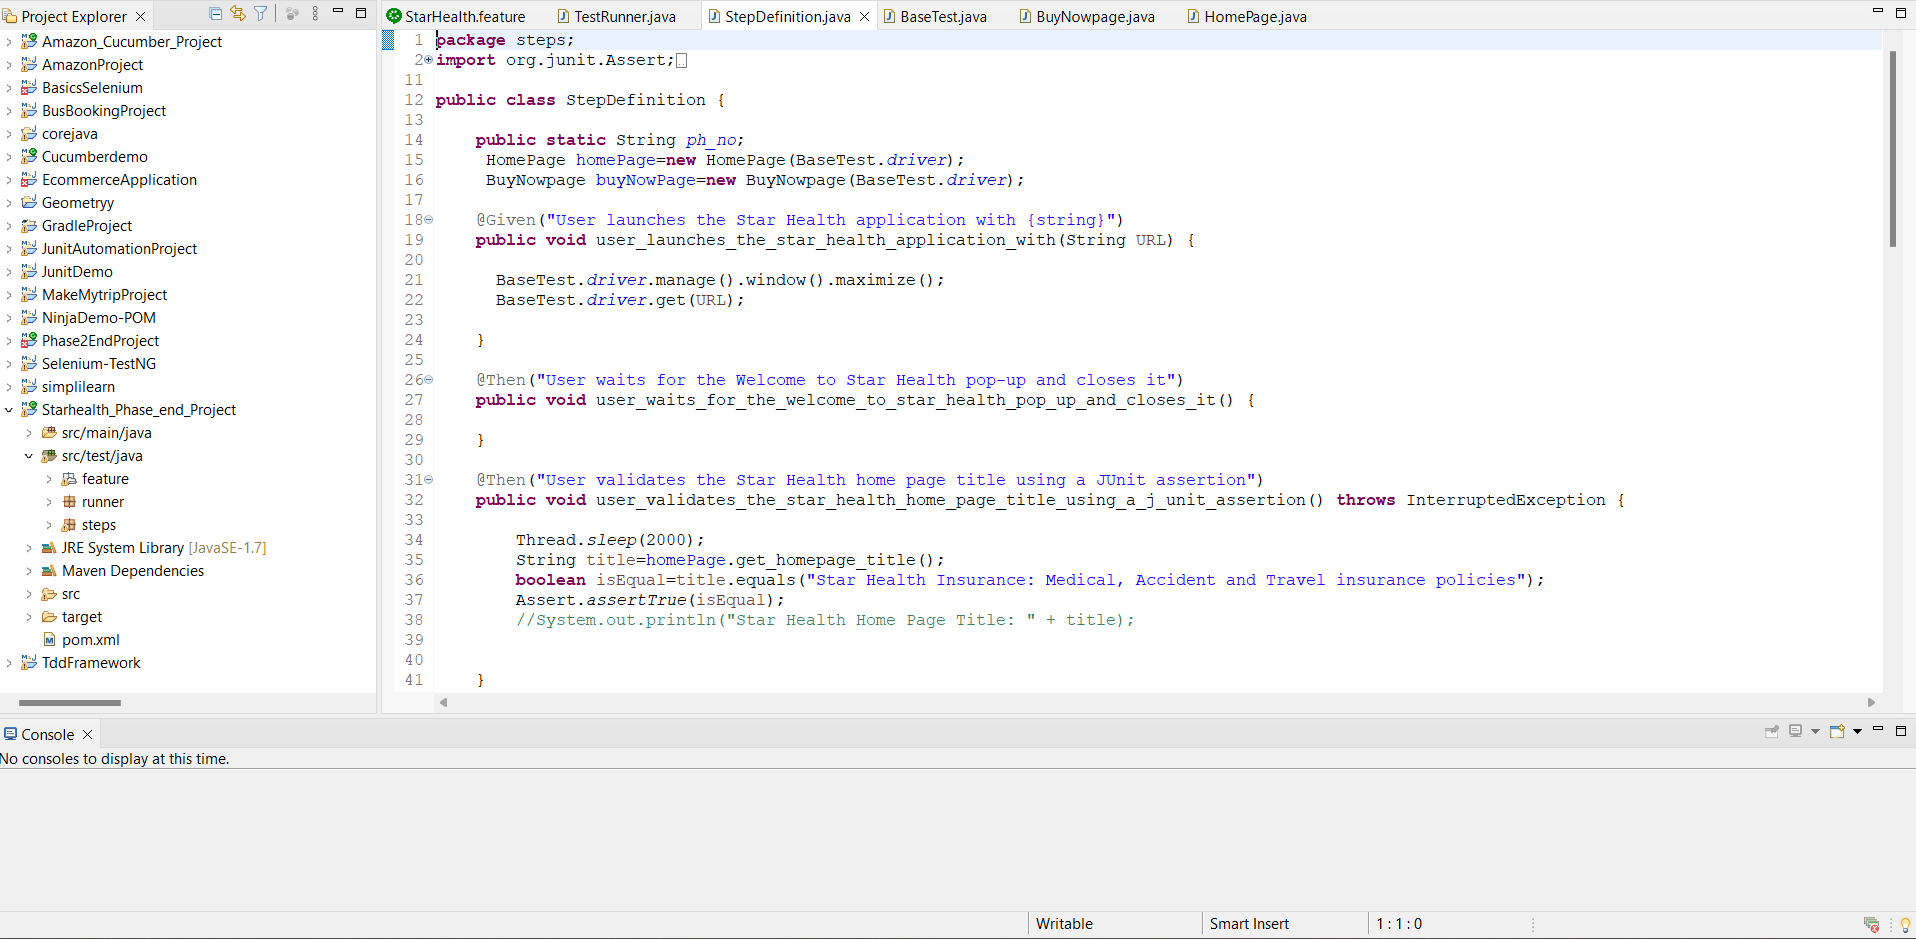 Project Explorer
Amazon_Cucumber_Project
AmazonProject
BasicsSelenium
BusBookingProject
corejava
Cucumberdemo
EcommerceApplication
Geometryy
GradleProject
JunitAutomationProject
JunitDemo
MakeMytripProject
NinjaDemo-POM
Phase2EndProject
Selenium-TestNG
simplilearn
Starhealth_Phase_end_Project
src/main/java
src/test/java
feature
runner
steps
JRE System Library [JavaSE-1.7]
Maven Dependencies
src
target
pom.xml
TddFramework
StarHealth.feature TestRunner.java StepDefinition.java BaseTest.java BuyNowpage.java HomePage.java
1 package steps;
2 import org.junit.Assert;
11
12 public class StepDefinition {
13
14 public static String ph_no;
15 HomePage homePage=new HomePage(BaseTest.driver);
16 BuyNowpage buyNowPage=new BuyNowpage(BaseTest.driver);
17
18 @Given("User launches the Star Health application with {string}")
19 public void user_launches_the_star_health_application_with(String URL) {
20
21 BaseTest.driver.manage().window().maximize();
22 BaseTest.driver.get(URL);
23
24 }
25
26 @Then("User waits for the Welcome to Star Health pop-up and closes it")
27 public void user_waits_for_the_welcome_to_star_health_pop_up_and_closes_it() {
28
29 }
30
31 @Then("User validates the Star Health home page title using a JUnit assertion")
32 public void user_validates_the_star_health_home_page_title_using_a_j_unit_assertion() throws InterruptedException {
33
34 Thread.sleep(2000);
35 String title=homePage.get_homepage_title();
36 boolean isEqual=title.equals("Star Health Insurance: Medical, Accident and Travel insurance policies");
37 Assert.assertTrue(isEqual);
38 //System.out.println("Star Health Home Page Title: " + title);
39
40
41 }
Console
No consoles to display at this time.
Writable Smart Insert 1 : 1 : 0